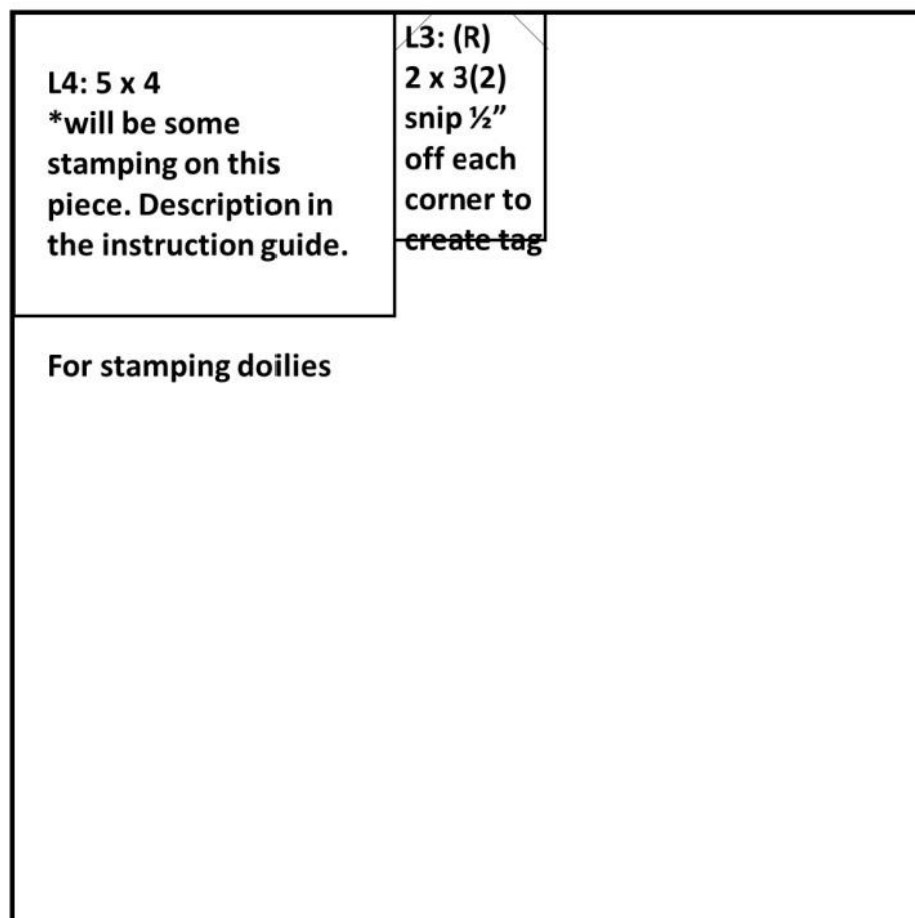 L4: 5 x 4
*will be some
stamping on this
piece. Description in
the instruction guide.
L3: (R)
2 x 3(2)
snip ½”
off each
corner to
create tag
For stamping doilies